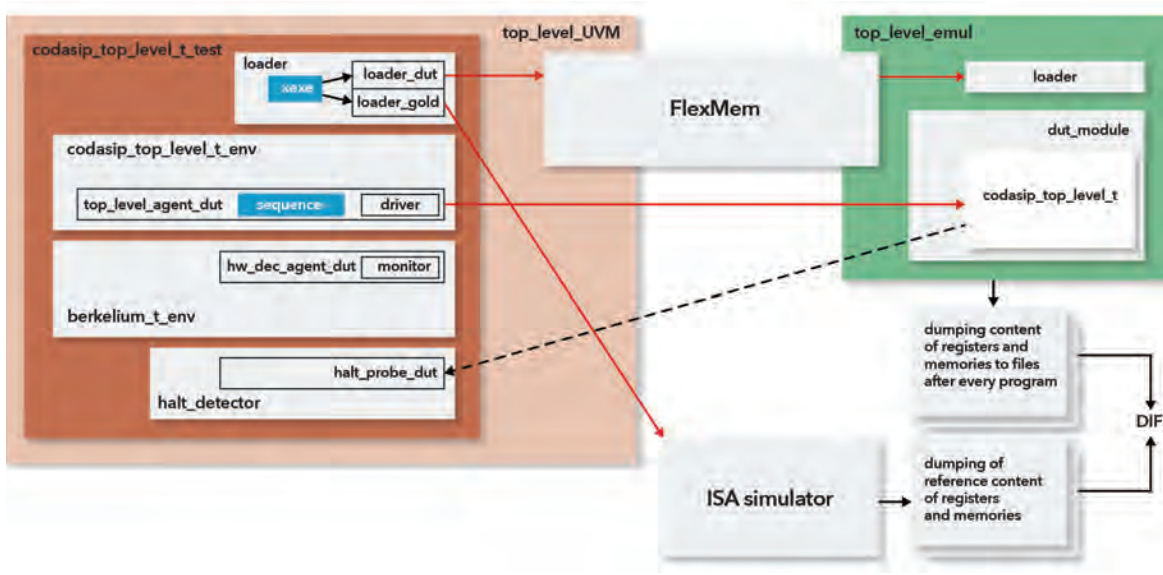 top_level_UVM
codasip_top_level_t_test
loader
xexe
loader_dut
loader_gold
codasip_top_level_t_env
top_level_agent_dut
sequence
driver
hw_dec_agent_dut
monitor
berkelium_t_env
halt_probe_dut
halt_detector
FlexMem
top_level_emul
loader
dut_module
codasip_top_level_t
dumping content
of registers and
memories to files
after every program
DIF
ISA simulator
dumping of
reference content
of registers
and memories